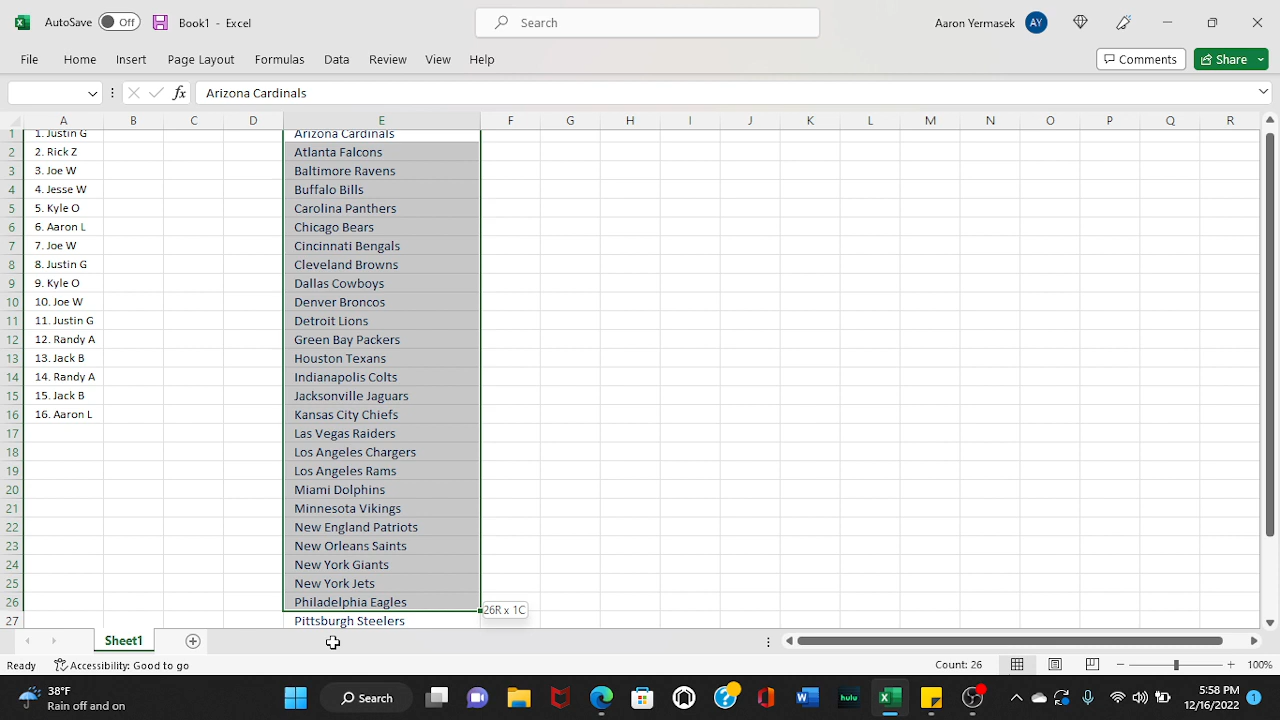 AutoSave Off Book1 - Excel Search Aaron Yermasek AY
File Home Insert Page Layout Formulas Data Review View Help Comments Share
fx Arizona Cardinals
A B C D E F G H I J K L M N O P Q R
1 1. Justin G Arizona Cardinals
2 2. Rick Z Atlanta Falcons
3 3. Joe W Baltimore Ravens
4 4. Jesse W Buffalo Bills
5 5. Kyle O Carolina Panthers
6 6. Aaron L Chicago Bears
7 7. Joe W Cincinnati Bengals
8 8. Justin G Cleveland Browns
9 9. Kyle O Dallas Cowboys
10 10. Joe W Denver Broncos
11 11. Justin G Detroit Lions
12 12. Randy A Green Bay Packers
13 13. Jack B Houston Texans
14 14. Randy A Indianapolis Colts
15 15. Jack B Jacksonville Jaguars
16 16. Aaron L Kansas City Chiefs
17 Las Vegas Raiders
18 Los Angeles Chargers
19 Los Angeles Rams
20 Miami Dolphins
21 Minnesota Vikings
22 New England Patriots
23 New Orleans Saints
24 New York Giants
25 New York Jets
26 Philadelphia Eagles 26R x 1C
27 Pittsburgh Steelers
Sheet1
Ready Accessibility: Good to go Count: 26 100%
38°F Search hulu 5:58 PM
Rain off and on 12/16/2022 1